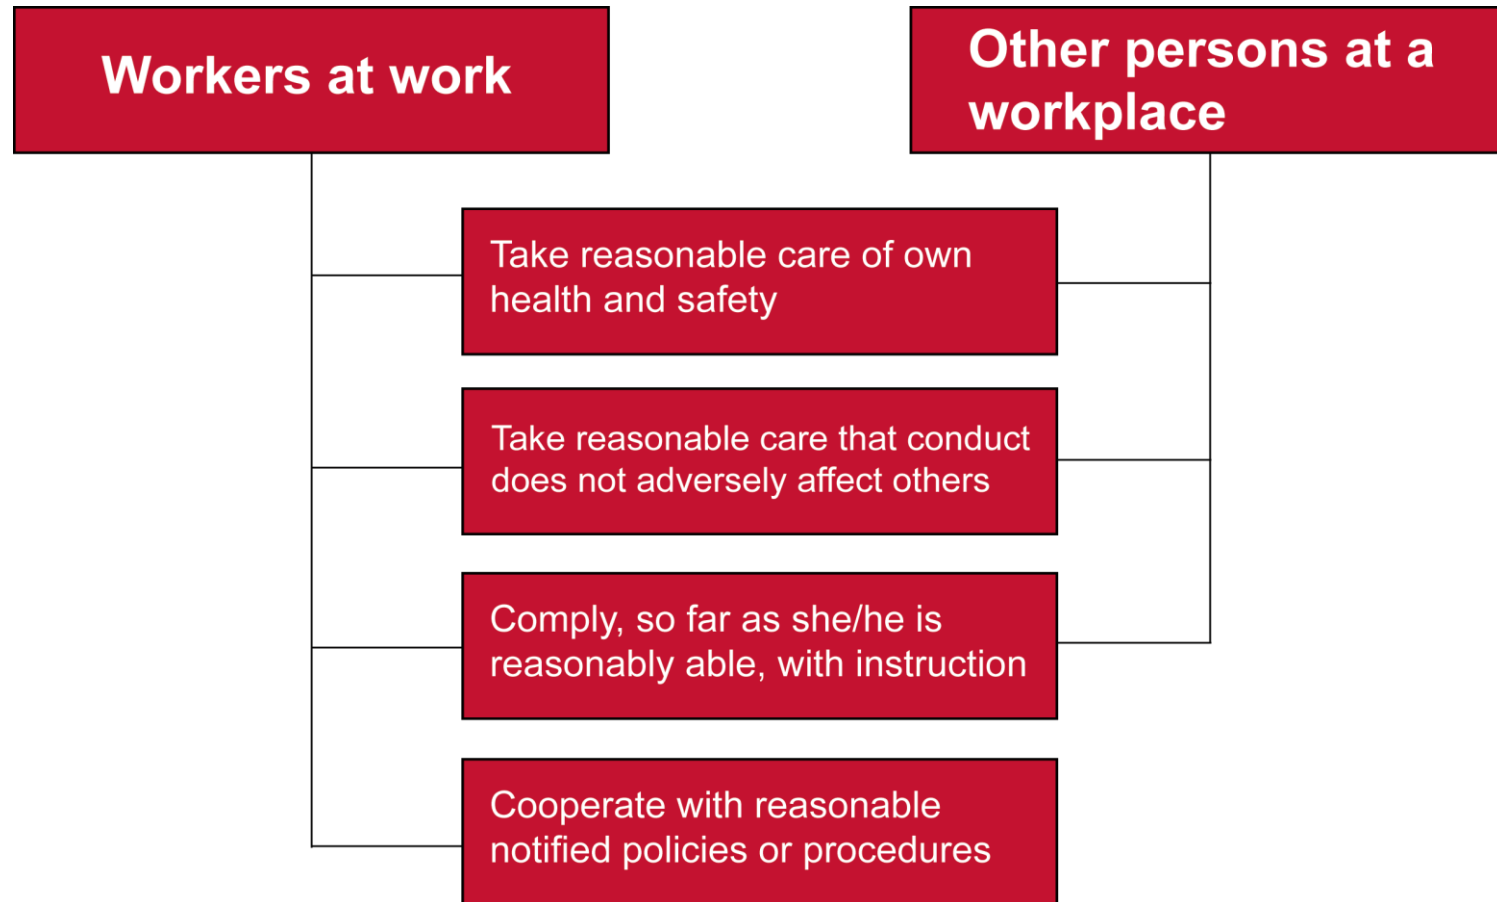 Workers at work
Other persons at a
workplace
Take reasonable care of own
health and safety
Take reasonable care that conduct
does not adversely affect others
Comply, so far as she/he is
reasonably able, with instruction
Cooperate with reasonable
notified policies or procedures